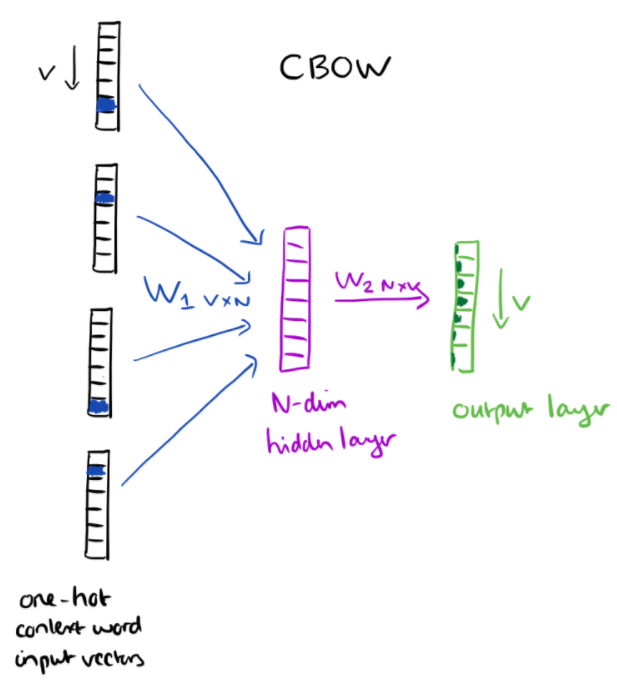 CBOW
V
W1 V×N
W2 N×V
V
N-dim
hidden layer
output layer
one-hot
context word
input vectors